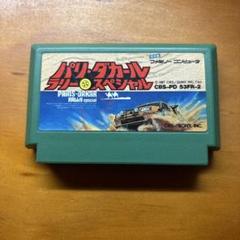 パリ・ダカール
ラリースペシャル
PARIS-DAKAR
RALLY special
ファミリーコンピュータ
CBS-PD 53FR-2